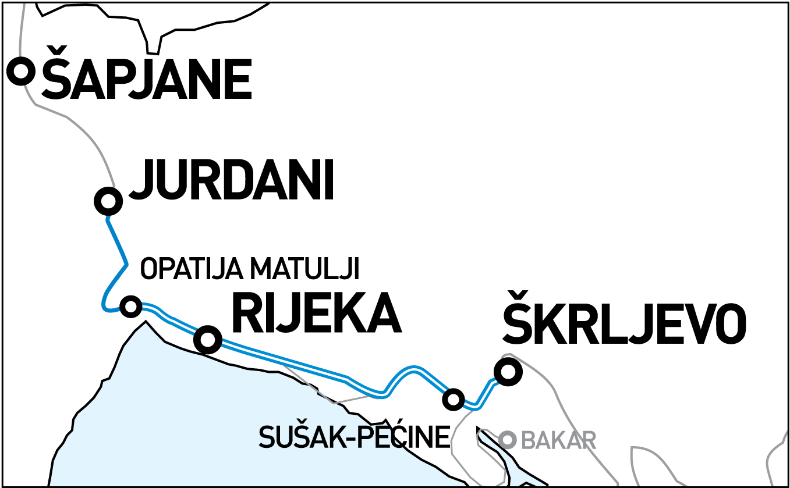 ŠAPJANE
JURDANI
OPATIJA MATULJI
RIJEKA
ŠKRLJEVO
SUŠAK-PEĆINE
BAKAR